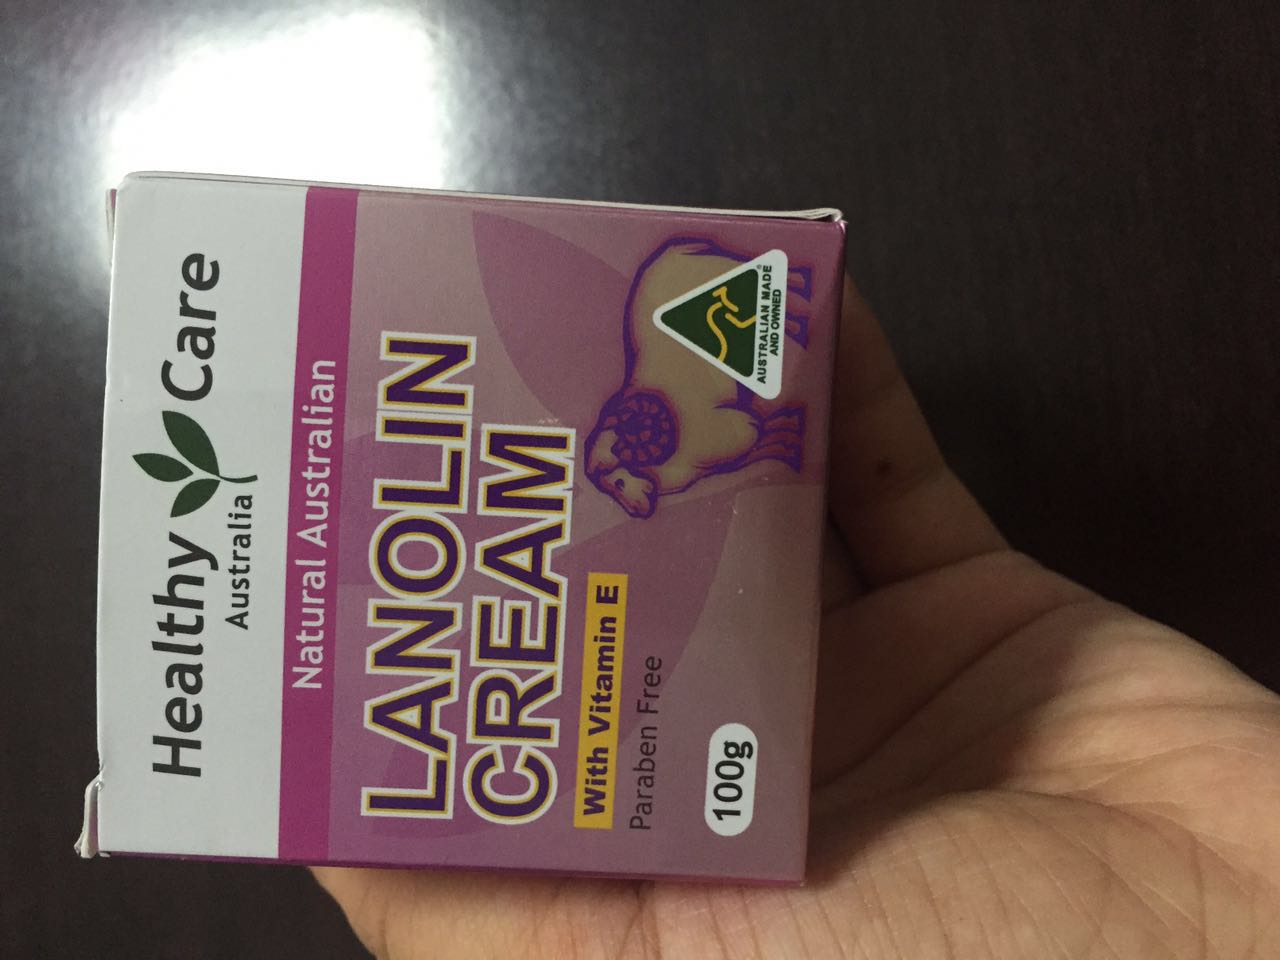 Healthy Care
Australia
Natural Australian
LANOLIN
CREAM
With Vitamin E
Paraben Free
100g
AUSTRALIAN MADE
AND OWNED